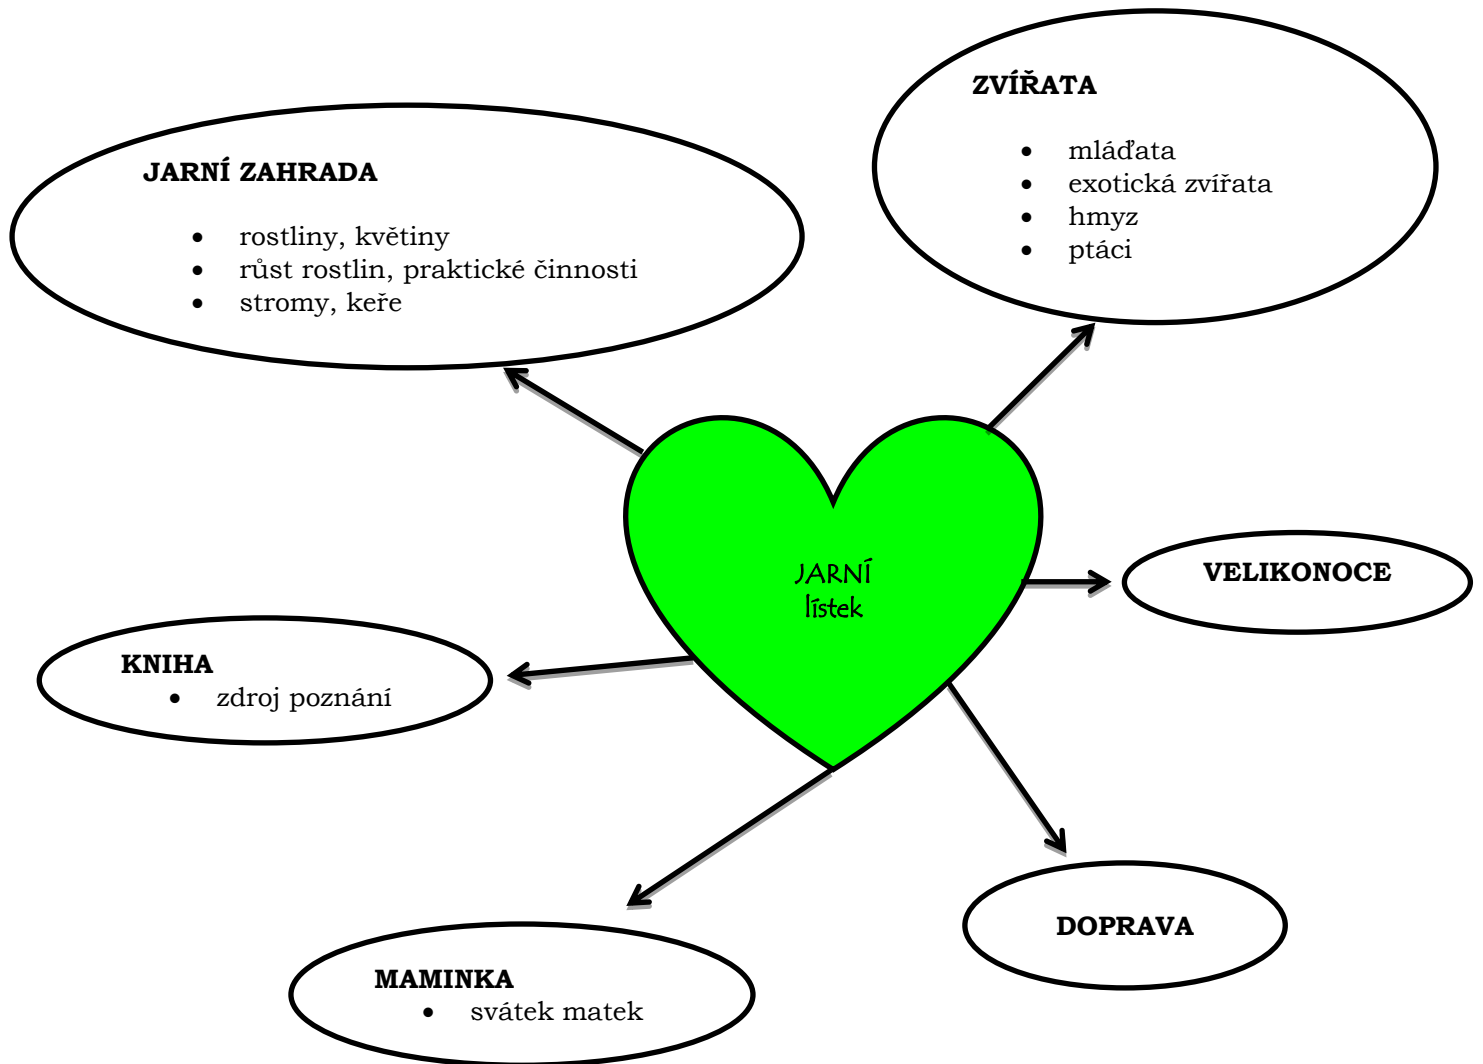 ZVÍŘATA
• mláďata
• exotická zvířata
• hmyz
• ptáci
JARNÍ ZAHRADA
• rostliny, květiny
• růst rostlin, praktické činnosti
• stromy, keře
JARNÍ
lístek
VELIKONOCE
KNIHA
• zdroj poznání
DOPRAVA
MAMINKA
• svátek matek